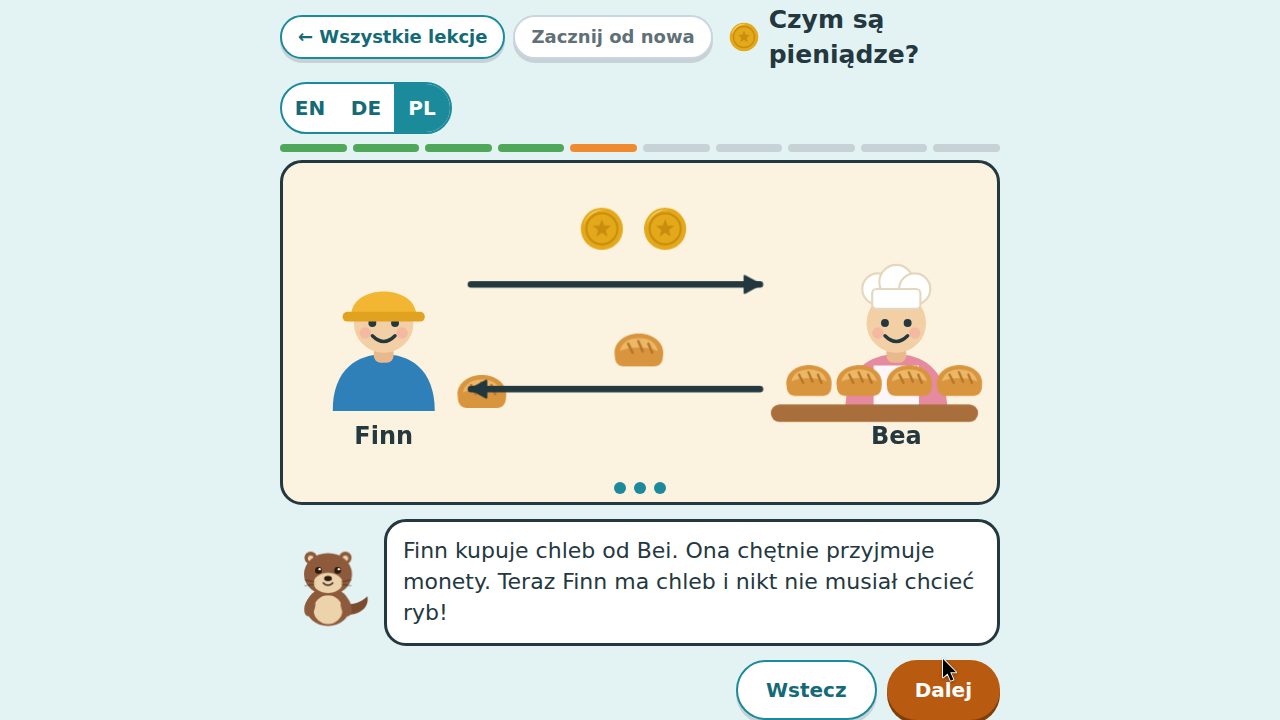 ← Wszystkie lekcje
Zacznij od nowa
Czym są
pieniądze?
EN DE PL
Finn
Bea
Finn kupuje chleb od Bei. Ona chętnie przyjmuje
monety. Teraz Finn ma chleb i nikt nie musiał chcieć
ryb!
Wstecz
Dalej